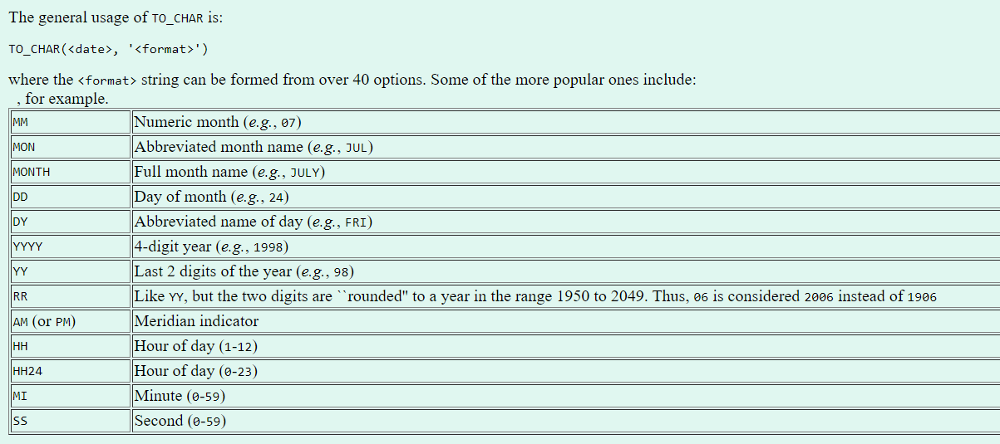 The general usage of TO_CHAR is:
TO_CHAR(<date>, '<format>')
where the <format> string can be formed from over 40 options. Some of the more popular ones include:
, for example.
MM Numeric month (e.g., 07)
MON Abbreviated month name (e.g., JUL)
MONTH Full month name (e.g., JULY)
DD Day of month (e.g., 24)
DY Abbreviated name of day (e.g., FRI)
YYYY 4-digit year (e.g., 1998)
YY Last 2 digits of the year (e.g., 98)
RR Like YY, but the two digits are ``rounded'' to a year in the range 1950 to 2049. Thus, 06 is considered 2006 instead of 1906
AM (or PM) Meridian indicator
HH Hour of day (1-12)
HH24 Hour of day (0-23)
MI Minute (0-59)
SS Second (0-59)